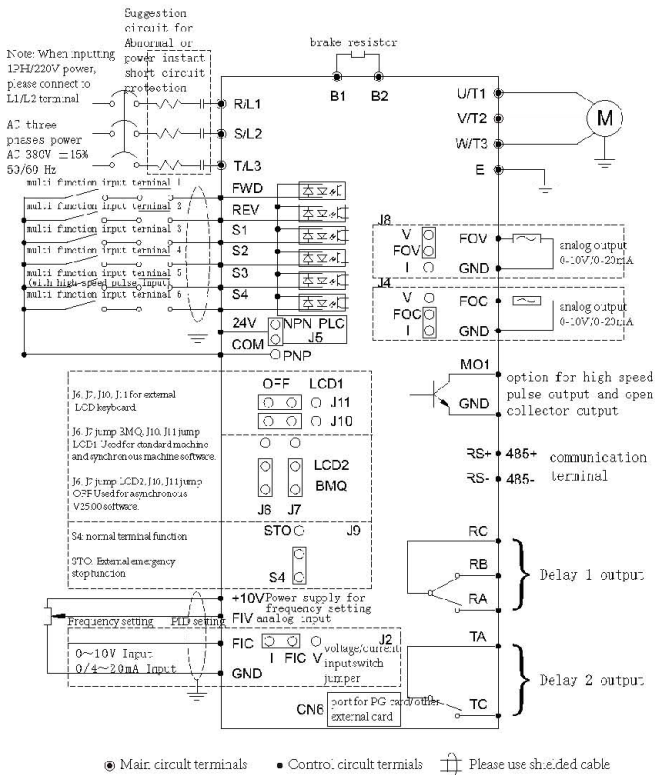 Suggestion
circuit for
Abnormal or
power instant
short circuit
protection
Note: When inputting
1PH/220V power,
please connect to
L1/L2 terminal
AC three
phases power
AC 380V ±15%
50/60 Hz
brake resistor
B1 B2
R/L1
S/L2
T/L3
U/T1
V/T2
W/T3
E
M
multi function input terminal 1
multi function input terminal 2
multi function input terminal 3
multi function input terminal 4
multi function input terminal 5
(with high-speed pulse input)
multi function input terminal 6
FWD
REV
S1
S2
S3
S4
24V
COM
NPN PLC
J5
PNP
J8
V
FOV
I
FOV
GND
analog output
0-10V/0-20mA
J4
V
FOC
I
FOC
GND
analog output
0-10V/0-20mA
MO1
GND
option for high speed
pulse output and open
collector output
RS+ 485+
RS- 485-
communication
terminal
J6, J7, J10, J11 for external
LCD keyboard.
J6, J7 jump BMQ, J10, J11 jump
LCD1 Used for standard machine
and synchronous machine software.
J6, J7 jump LCD2, J10, J11 jump
OFF Used for asynchronous
V25.00 software.
OFF LCD1
J11
J10
LCD2
BMQ
J6 J7
S4: normal terminal function
STO: External emergency
stop function
STO J9
S4
RC
RB
RA
Delay 1 output
TA
TC
Delay 2 output
+10V Power supply for
frequency setting
FIV analog input
Frequency setting PID setting
FIC
I FIC V
J2
voltage/current
input switch
jumper
0～10V Input
0/4～20mA Input
GND
CN6
port for PG card/other
external card
Main circuit terminals
Control circuit termials
Please use shielded cable